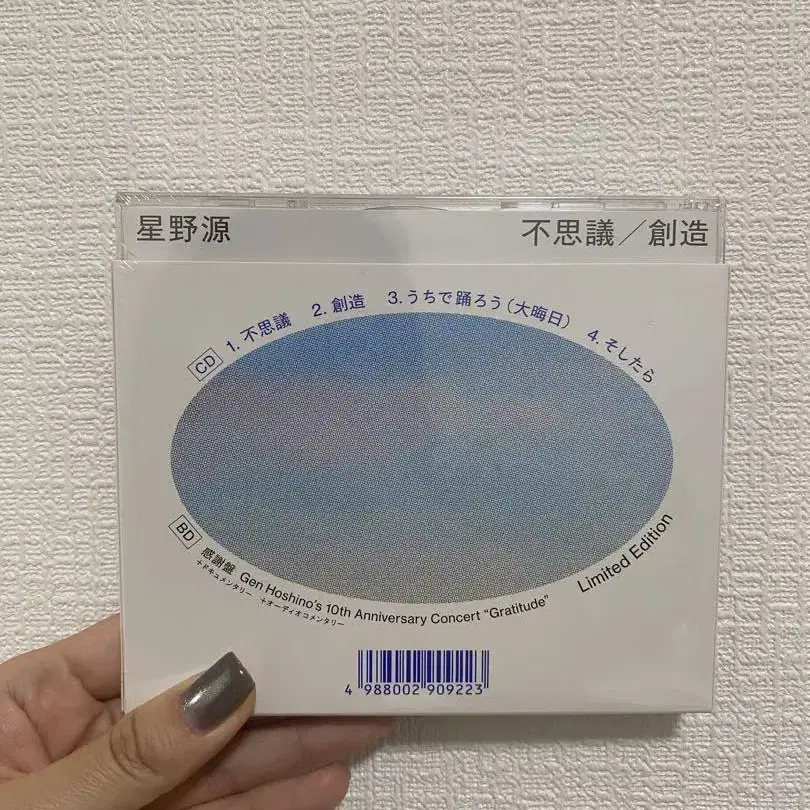 星野源
不思議／創造
CD 1. 不思議 2. 創造 3. うちで踊ろう（大晦日） 4. そしたら
BD 感謝盤 Gen Hoshino's 10th Anniversary Concert “Gratitude”
＋ドキュメンタリー ＋オーディオコメンタリー
Limited Edition
4 988002 909223